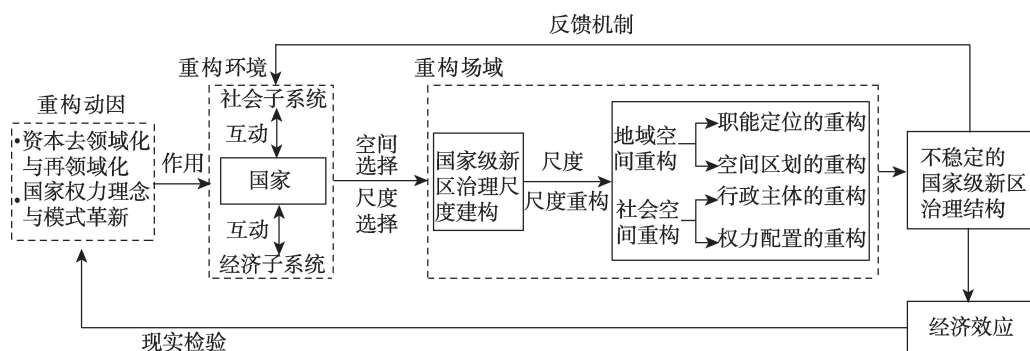 反馈机制
重构环境
重构场域
重构动因
•资本去领域化
与再领域化
•国家权力理念
与模式革新
作用
社会子系统
互动
国家
互动
经济子系统
空间
选择
尺度
选择
国家级新
区治理尺
度建构
尺度
尺度重构
地域空
间重构
职能定位的重构
空间区划的重构
社会空
间重构
行政主体的重构
权力配置的重构
不稳定的
国家级新区
治理结构
经济效应
现实检验